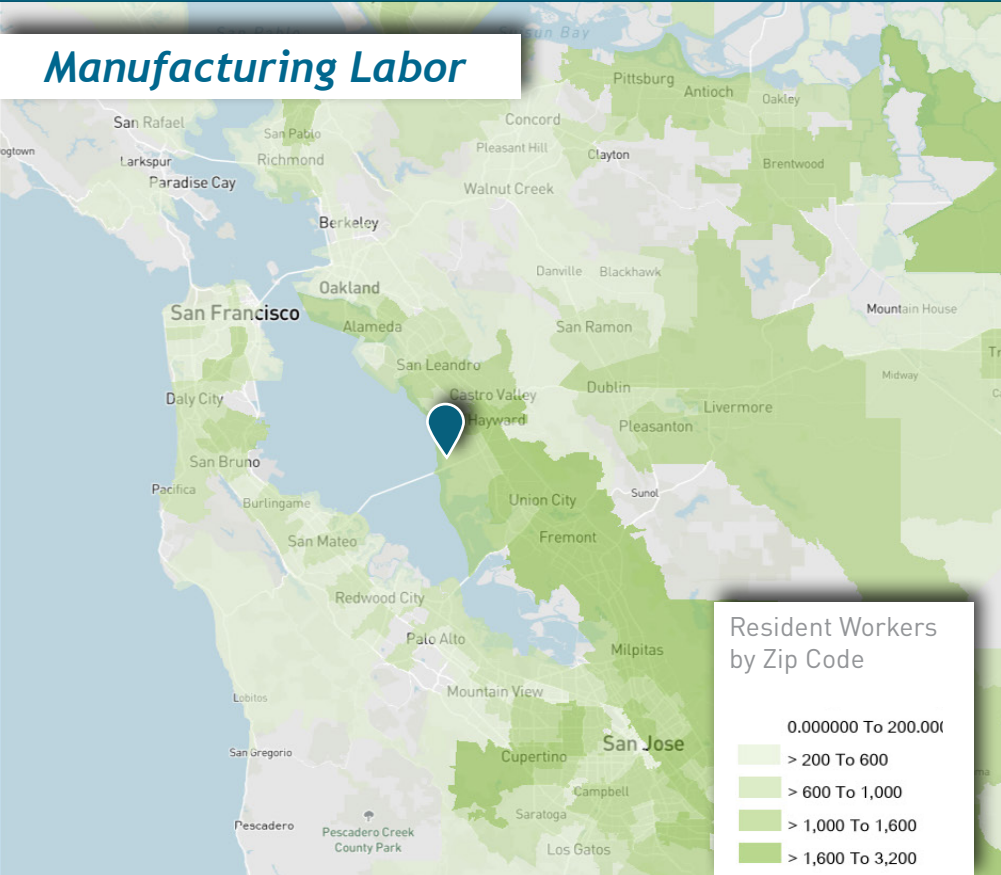 Manufacturing Labor
Pittsburg
Antioch
Oakley
San Rafael
Concord
San Pablo
Pleasant Hill
Clayton
Larkspur
Richmond
Brentwood
Paradise Cay
Walnut Creek
Berkeley
Danville
Blackhawk
Oakland
Mountain House
San Francisco
Alameda
San Ramon
San Leandro
Midway
Dublin
Castro Valley
Daly City
Livermore
Hayward
Pleasanton
San Bruno
Sunol
Pacifica
Union City
Burlingame
Fremont
San Mateo
Redwood City
Palo Alto
Milpitas
Mountain View
Lobitos
San Jose
San Gregorio
Cupertino
Campbell
Saratoga
Pescadero
Pescadero Creek
County Park
Los Gatos
Resident Workers
by Zip Code
0.000000 To 200.00
> 200 To 600
> 600 To 1,000
> 1,000 To 1,600
> 1,600 To 3,200